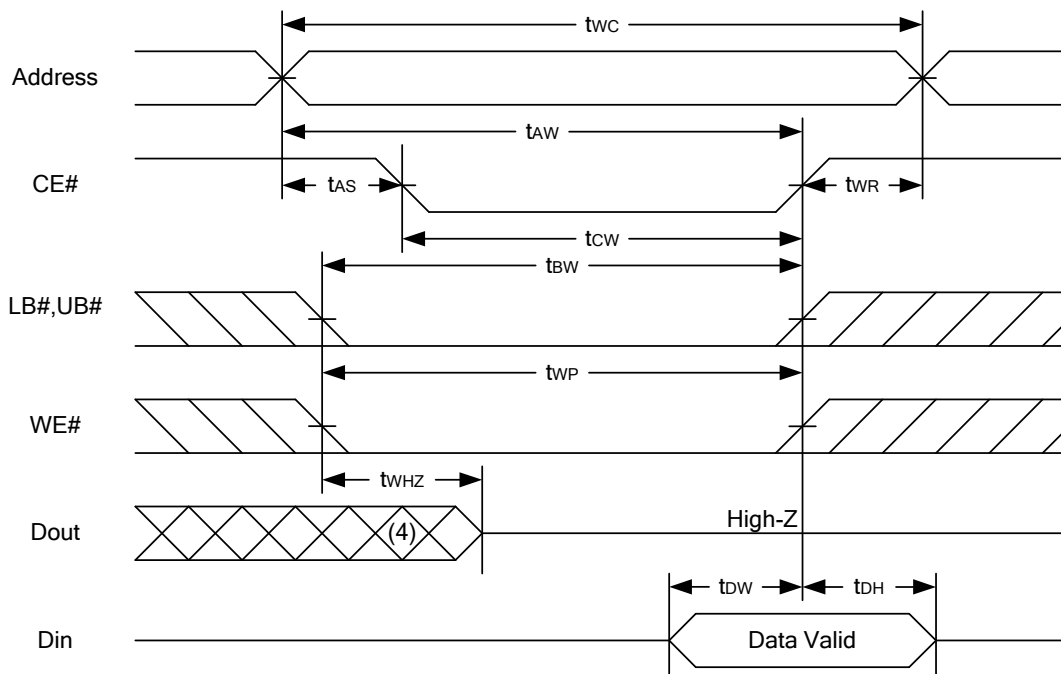 tWC
Address
tAW
CE#
tAS
tWR
tCW
tBW
LB#,UB#
tWP
WE#
tWHZ
Dout
(4)
High-Z
tDW
tDH
Din
Data Valid